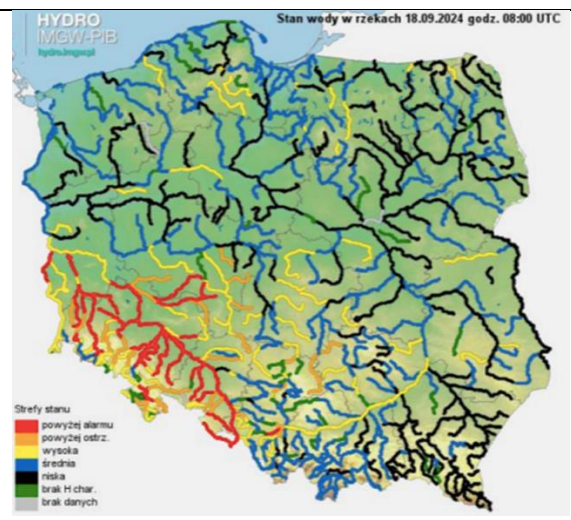 Stan wody w rzekach 18.09.2024 godz. 08:00 UTC
HYDRO
IMGW-PIB
hydro.imgw.pl
Strefy stanu
powyżej alarmu
powyżej ostrz.
wysoka
średnia
niska
brak H char.
brak danych